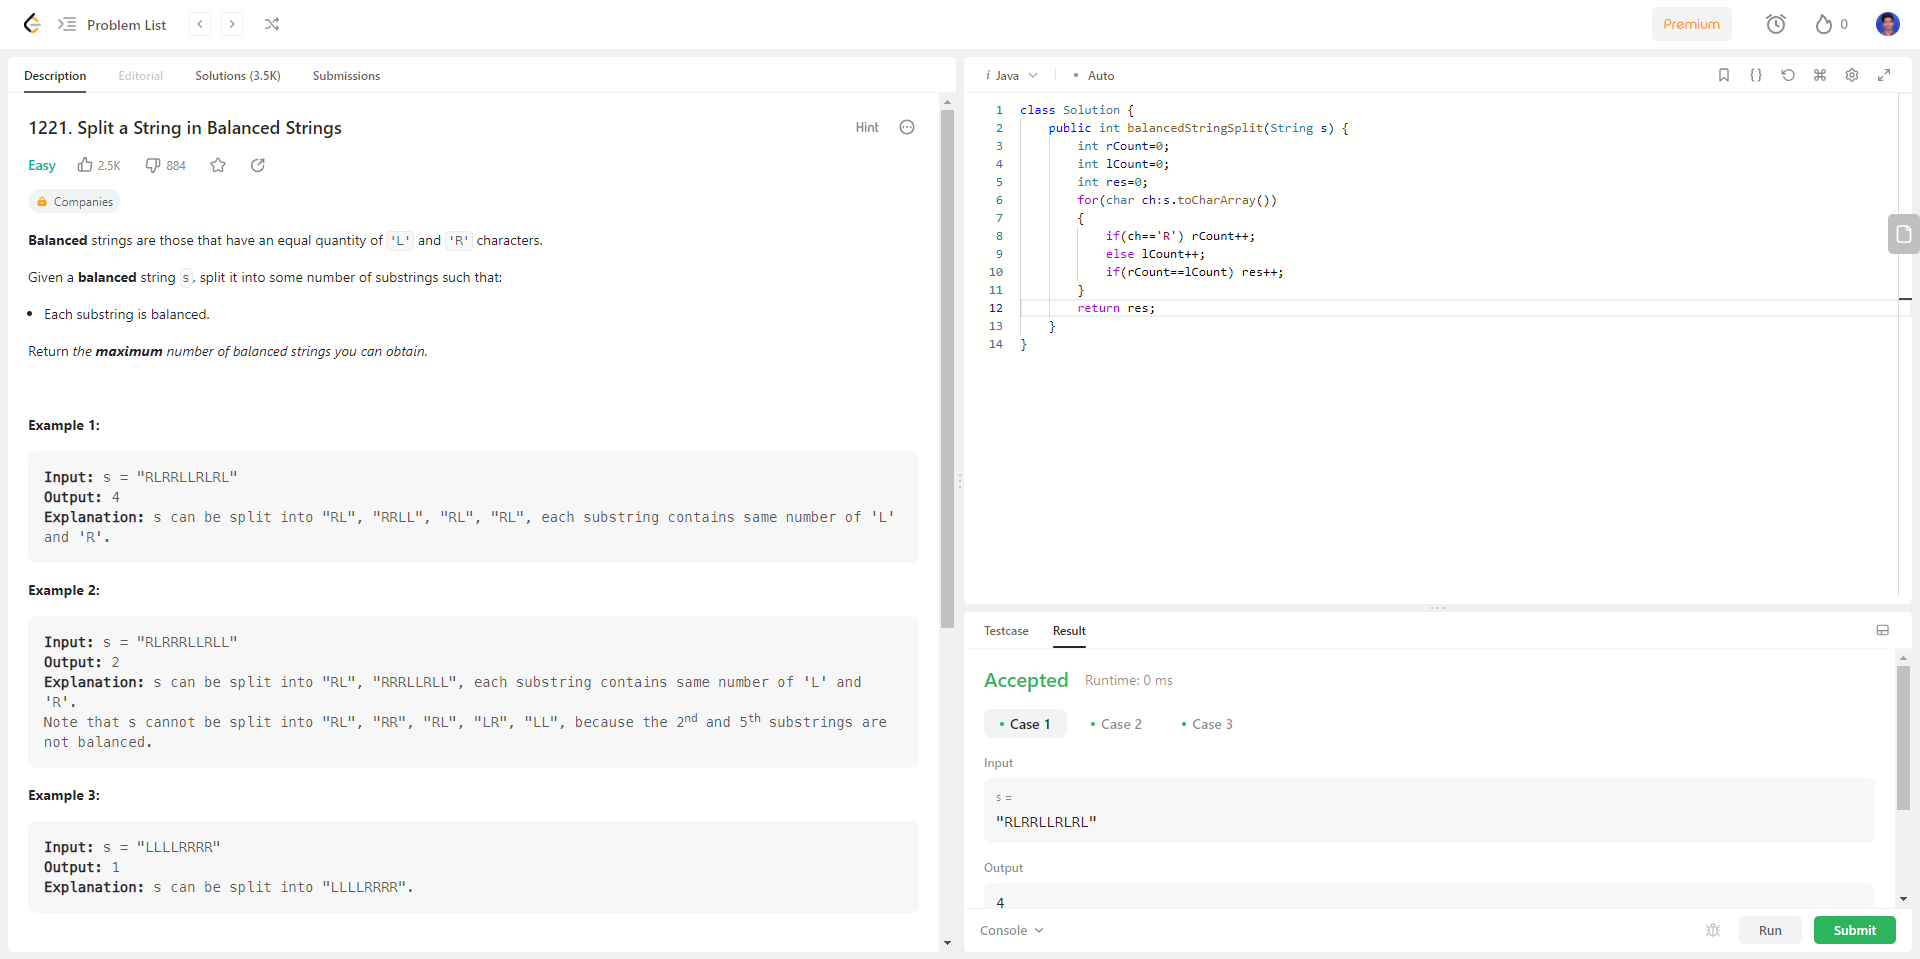 Problem List
Premium
0
Description
Editorial
Solutions (3.5K)
Submissions
1221. Split a String in Balanced Strings
Hint
Easy
2.5K
884
Companies
Balanced strings are those that have an equal quantity of 'L' and 'R' characters.
Given a balanced string s, split it into some number of substrings such that:
• Each substring is balanced.
Return the maximum number of balanced strings you can obtain.
Example 1:
Input: s = "RLRRLLRLRL"
Output: 4
Explanation: s can be split into "RL", "RRLL", "RL", "RL", each substring contains same number of 'L'
and 'R'.
Example 2:
Input: s = "RLRRRLLRLL"
Output: 2
Explanation: s can be split into "RL", "RRRLLRLL", each substring contains same number of 'L' and
'R'.
Note that s cannot be split into "RL", "RR", "RL", "LR", "LL", because the 2nd and 5th substrings are
not balanced.
Example 3:
Input: s = "LLLLRRRR"
Output: 1
Explanation: s can be split into "LLLLRRRR".
i Java
• Auto
1 class Solution {
2 public int balancedStringSplit(String s) {
3 int rCount=0;
4 int lCount=0;
5 int res=0;
6 for(char ch:s.toCharArray())
7 {
8 if(ch=='R') rCount++;
9 else lCount++;
10 if(rCount==lCount) res++;
11 }
12 return res;
13 }
14 }
Testcase
Result
Accepted
Runtime: 0 ms
• Case 1
• Case 2
• Case 3
Input
s =
"RLRRLLRLRL"
Output
4
Console
Run
Submit